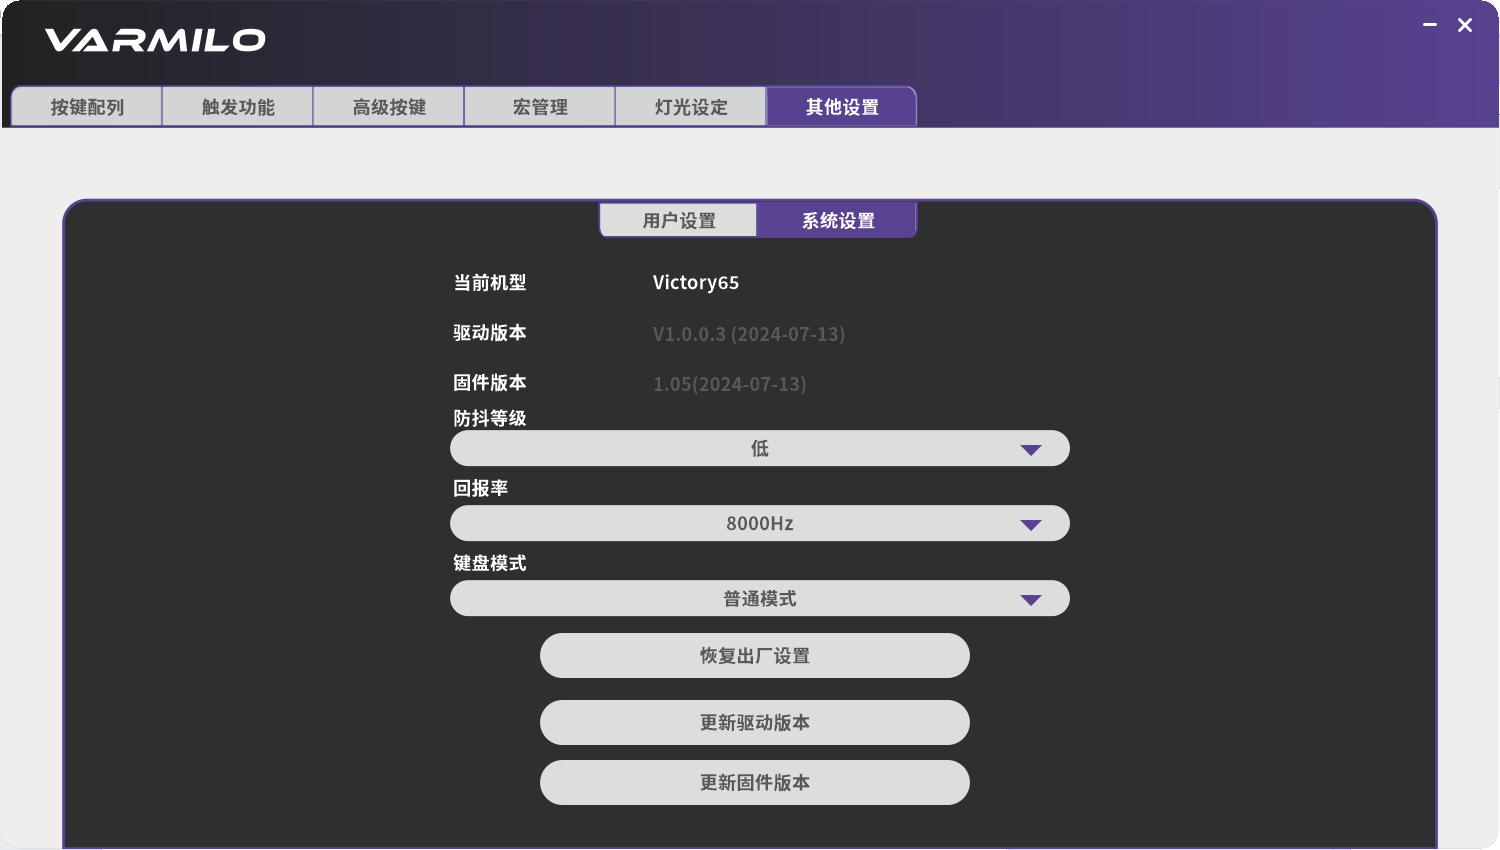 VARMILO
按键配列 触发功能 高级按键 宏管理 灯光设定 其他设置
用户设置 系统设置
当前机型 Victory65
驱动版本 V1.0.0.3 (2024-07-13)
固件版本 1.05(2024-07-13)
防抖等级
低
回报率
8000Hz
键盘模式
普通模式
恢复出厂设置
更新驱动版本
更新固件版本